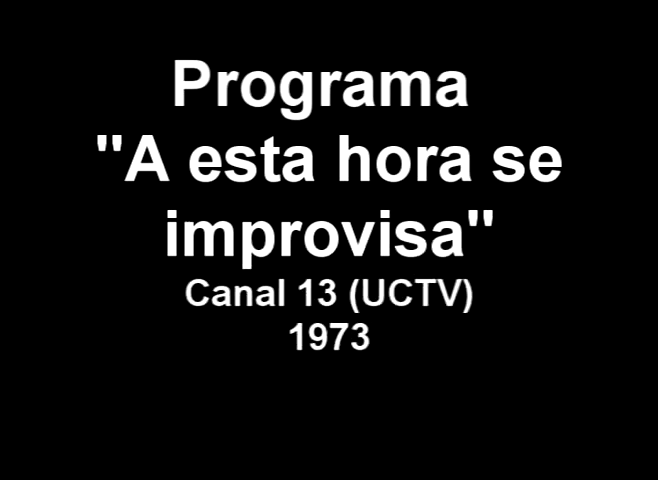 Programa
"A esta hora se
improvisa"
Canal 13 (UCTV)
1973